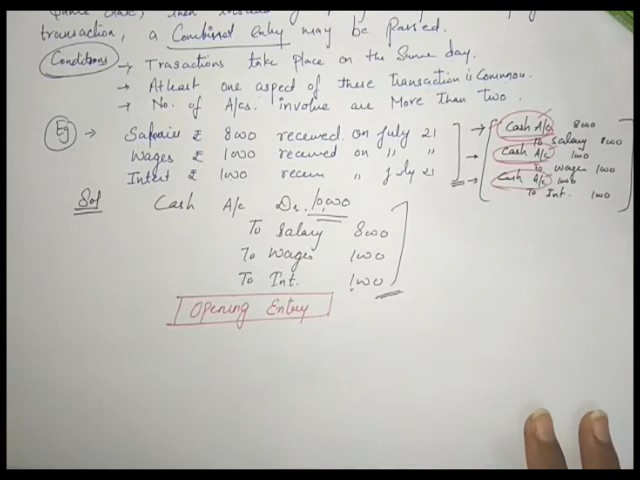 transaction, a Combined entry may be passed.
Conditions → Trasactions take place on the Same day.
→ Atleast one aspect of these transaction is Common.
→ No. of A/cs. involve are More Than Two.
Eg → Salaries ₹ 8000 received on July 21
Wages ₹ 1000 received on " "
Intert ₹ 1000 " July 21
→ Cash A/c 8000
To Salary 8000
→ Cash A/c 1000
To Wages 1000
→ Cash A/c 1000
To Int. 1000
Sol Cash A/c Dr. 10,000
To Salary 8000
To Wages 1000
To Int. 1000
Opening Entry